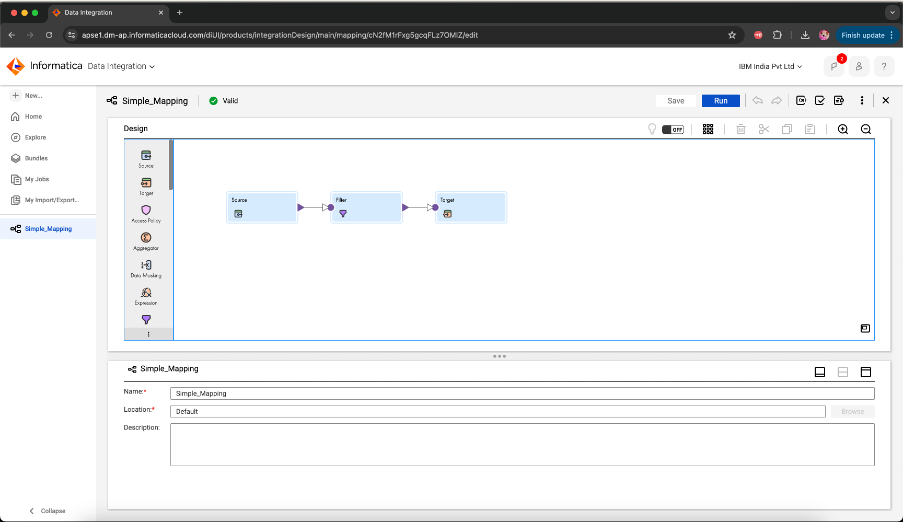 Data Integration
apse1.dm-ap.informaticacloud.com/diUI/products/integrationDesign/main/mapping/cN2fM1rFxg5gcqFLz7OMIZ/edit
Finish update
Informatica Data Integration
IBM India Pvt Ltd
2
?
New...
Home
Explore
Bundles
My Jobs
My Import/Export...
Simple_Mapping
Collapse
Simple_Mapping
Valid
Save
Run
Design
OFF
Source
Target
Access Policy
Aggregator
Data Masking
Expression
Source
Filter
Target
Simple_Mapping
Name:*
Simple_Mapping
Location:*
Default
Browse
Description: